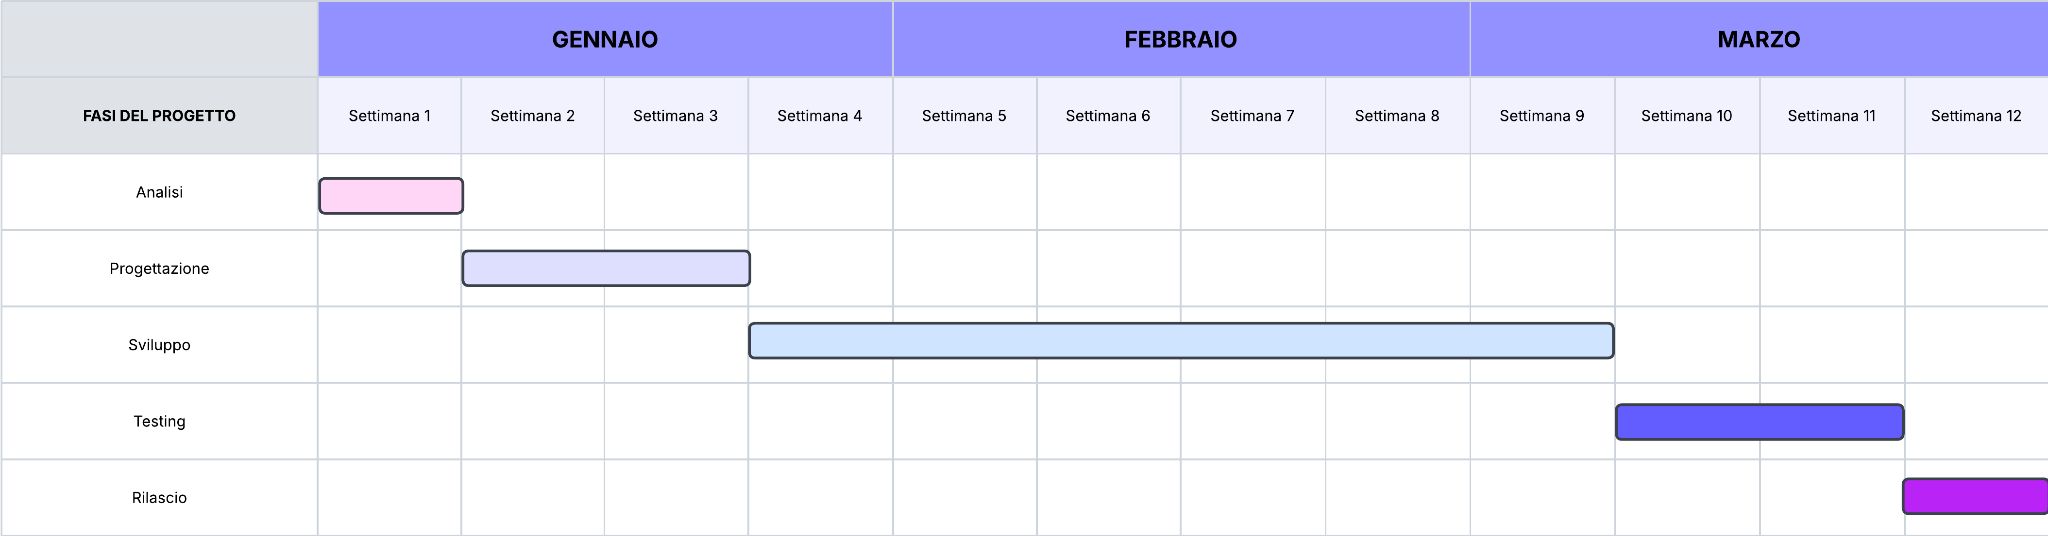 GENNAIO FEBBRAIO MARZO
FASI DEL PROGETTO Settimana 1 Settimana 2 Settimana 3 Settimana 4 Settimana 5 Settimana 6 Settimana 7 Settimana 8 Settimana 9 Settimana 10 Settimana 11 Settimana 12
Analisi
Progettazione
Sviluppo
Testing
Rilascio